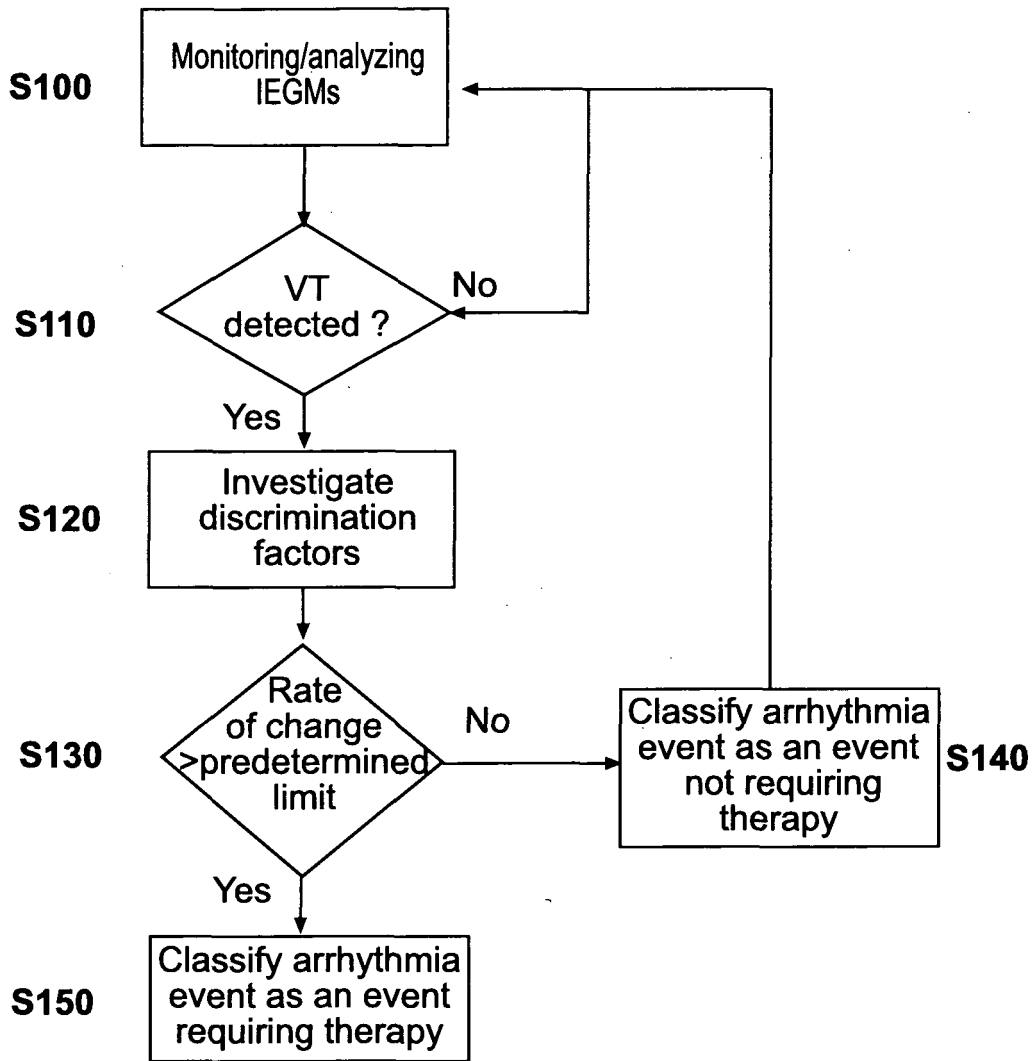 S100
Monitoring/analyzing
IEGMs
S110
VT
detected ?
No
Yes
S120
Investigate
discrimination
factors
S130
Rate
of change
>predetermined
limit
No
Classify arrhythmia
event as an event
not requiring
therapy
S140
Yes
S150
Classify arrhythmia
event as an event
requiring therapy